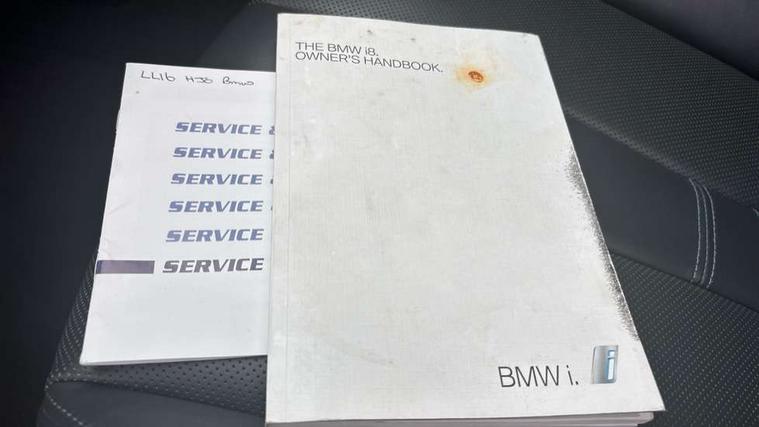 LL16 HJO BMW
SERVICE &
SERVICE &
SERVICE &
SERVICE
SERVICE
SERVICE
THE BMW i8.
OWNER'S HANDBOOK.
BMW i.
i